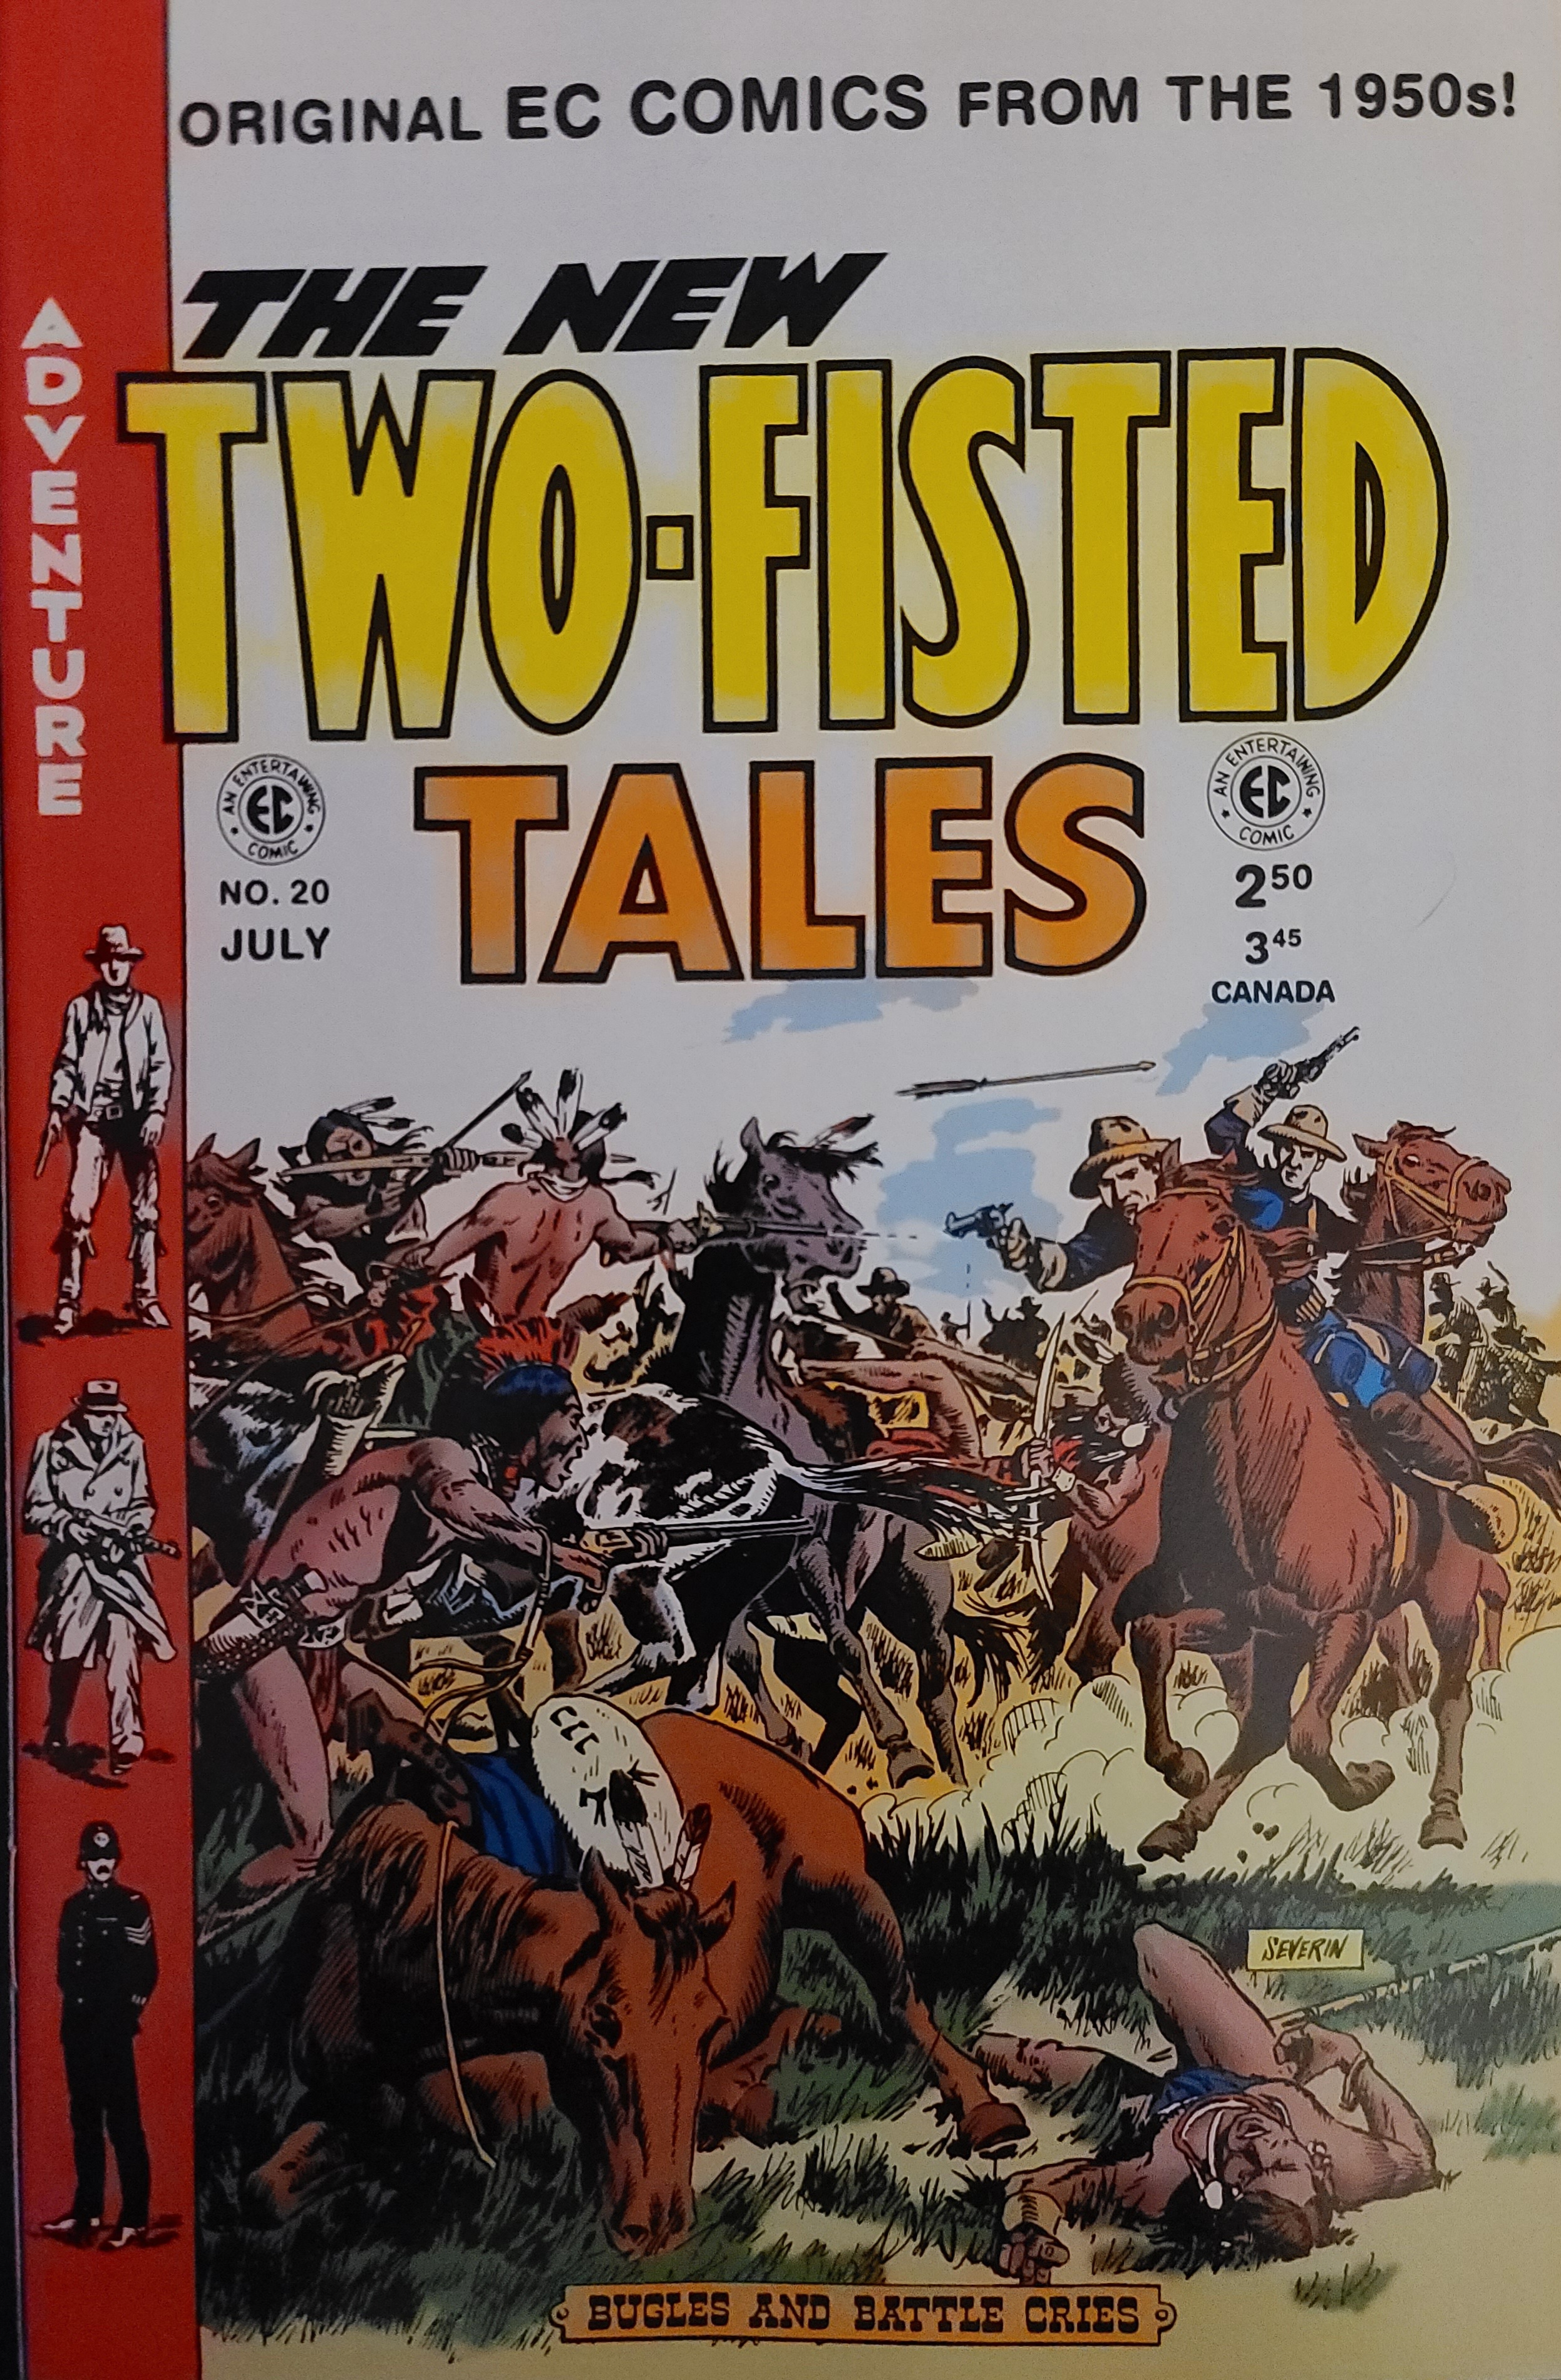 ORIGINAL EC COMICS FROM THE 1950s!
ADVENTURE
THE NEW
TWO-FISTED
TALES
AN ENTERTAINING
EC
COMIC
NO. 20
JULY
AN ENTERTAINING
EC
COMIC
2 50
3 45
CANADA
SEVERIN
BUGLES AND BATTLE CRIES